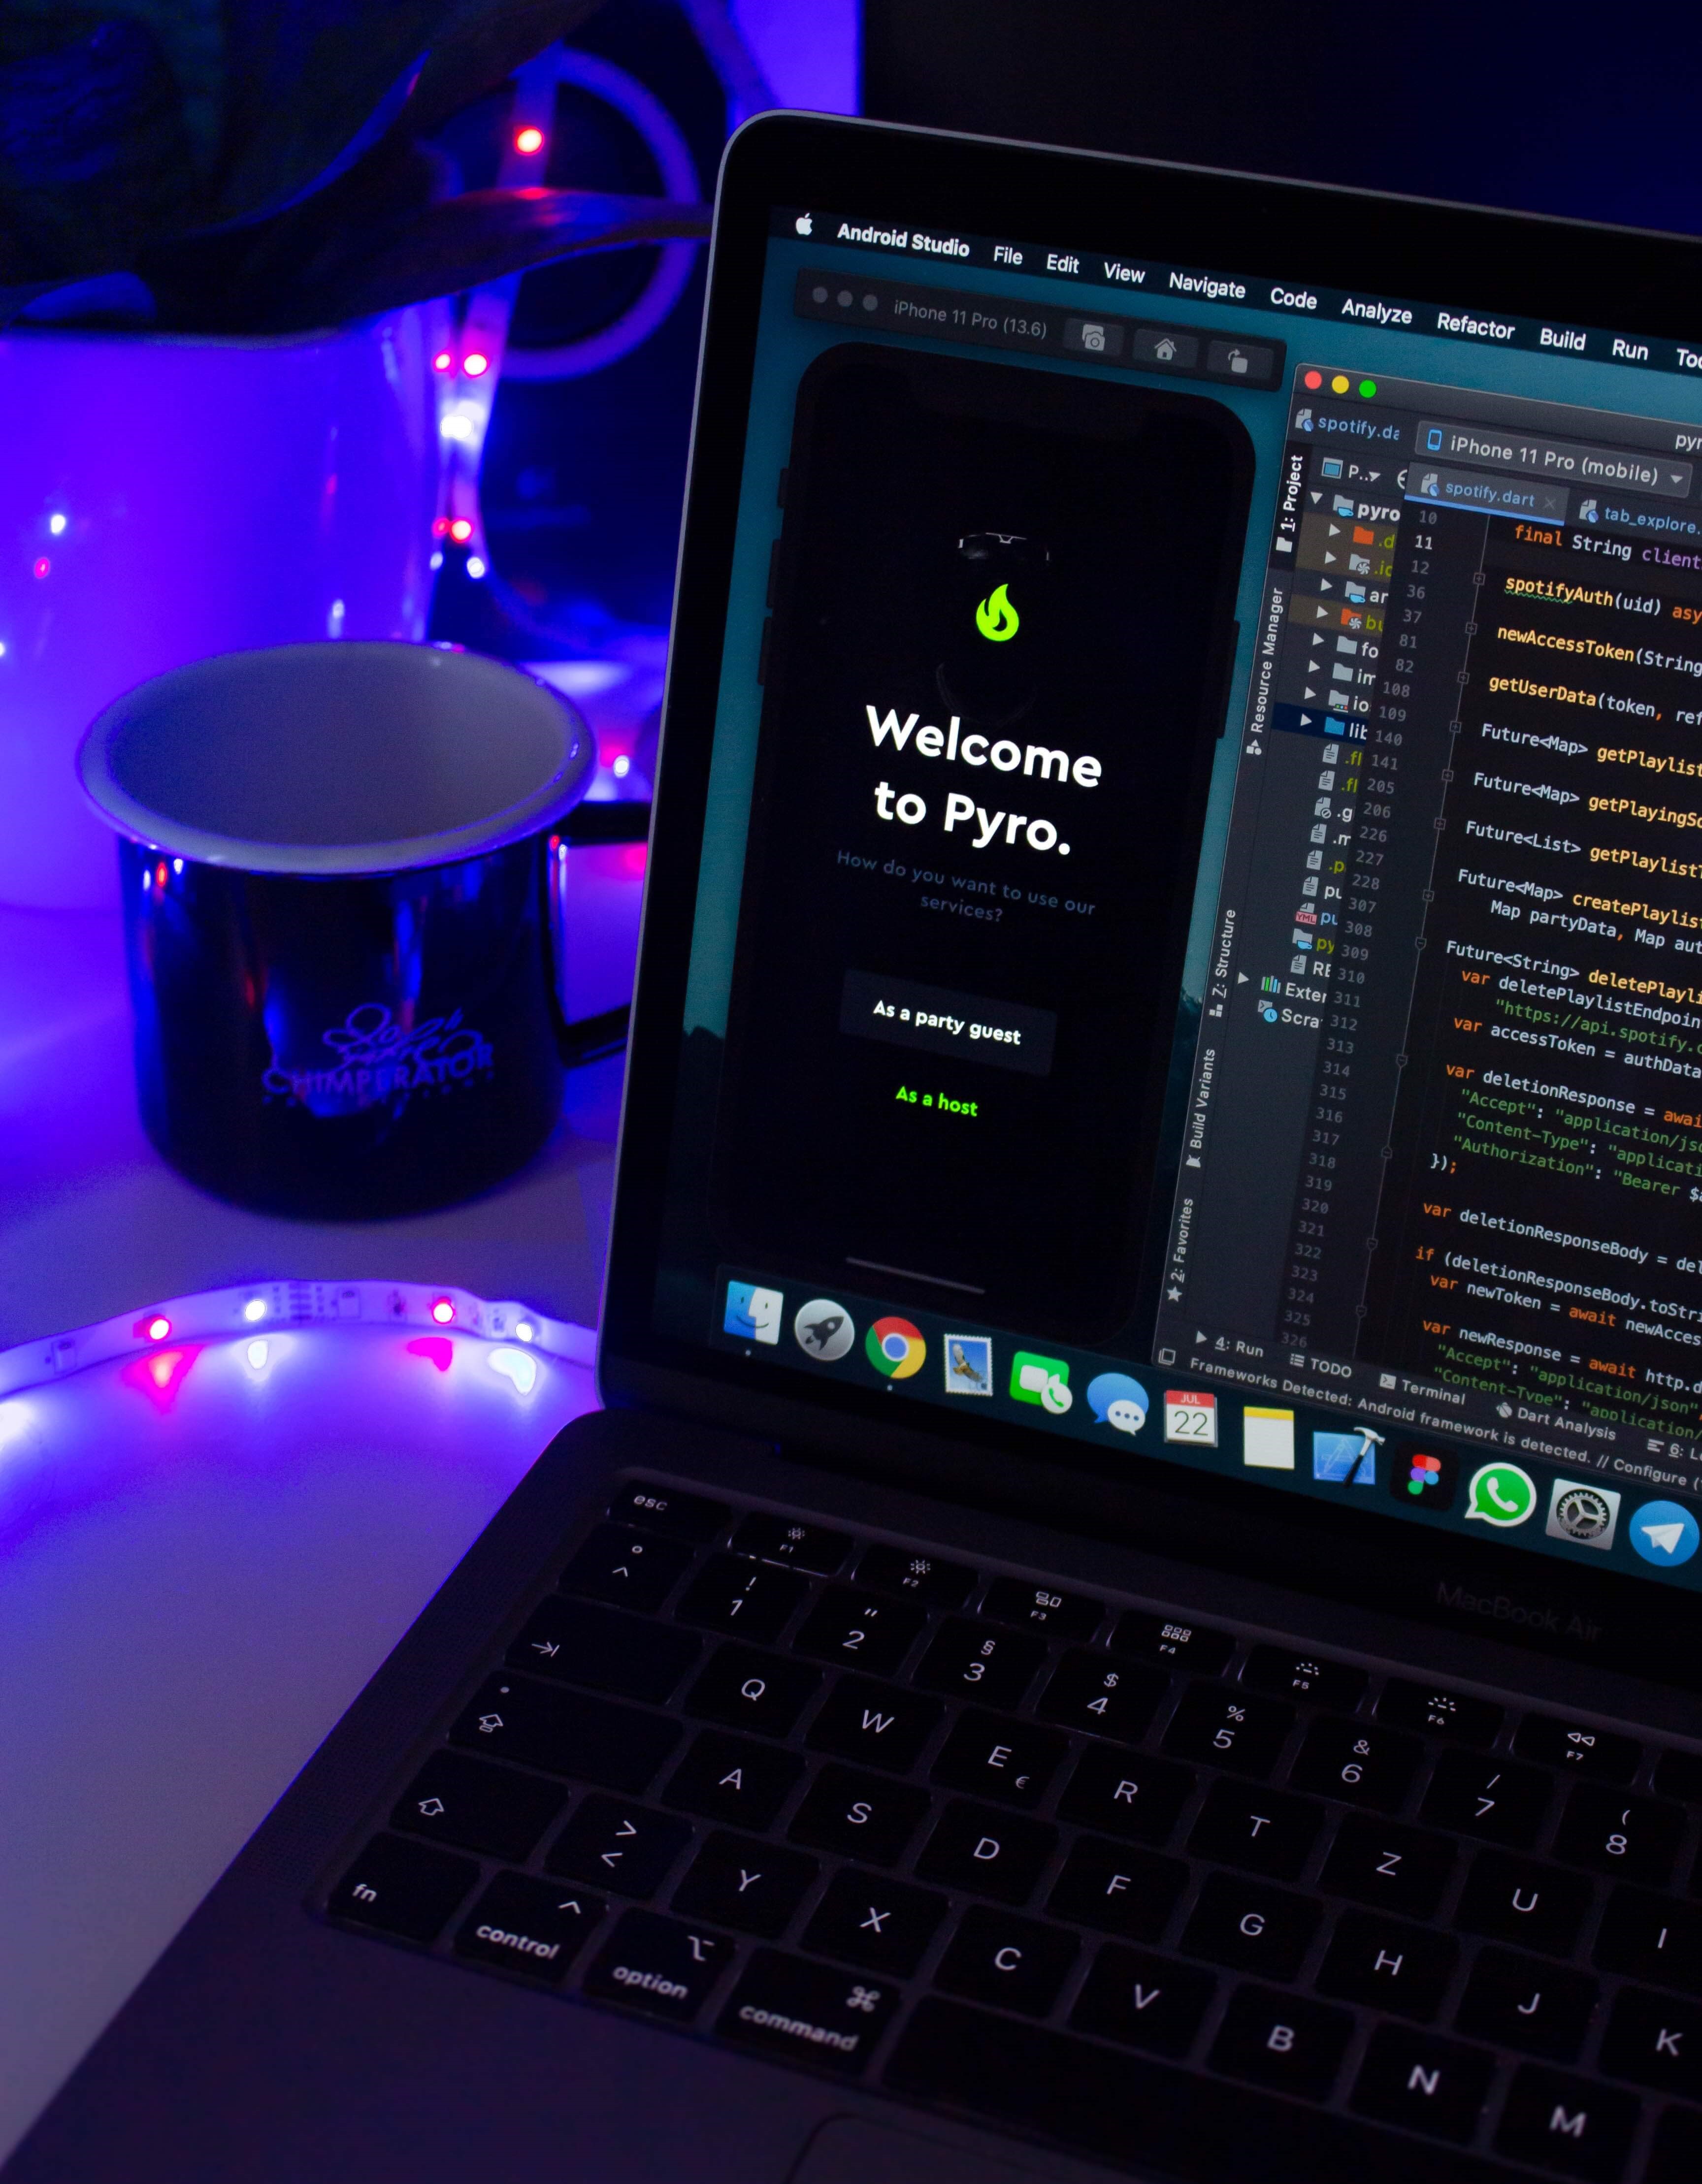 Android Studio File Edit View Navigate Code Analyze Refactor Build Run
iPhone 11 Pro (13.6)
Welcome
to Pyro.
How do you want to use our
services?
As a party guest
As a host
spotify.da
iPhone 11 Pro (mobile)
1: Project
P..
spotify.dart
tab_explore.
pyro
Resource Manager
Z: Structure
Build Variants
2: Favorites
10
11 final String client
12
36 spotifyAuth(uid) asy
37
81 newAccessToken(String
82
108 getUserData(token, ref
109
140 Future<Map> getPlaylist
141
205 Future<Map> getPlayingSo
206
226 Future<List> getPlaylistT
227
228 Future<Map> createPlaylist
307 Map partyData, Map aut
308
309 Future<String> deletePlayli
310 var deletePlaylistEndpoin
311 "https://api.spotify.c
312 var accessToken = authData
313
314 var deletionResponse = awai
315 "Accept": "application/jso
316 "Content-Type": "applicati
317 "Authorization": "Bearer $a
318 });
319
320 var deletionResponseBody = del
321
322 if (deletionResponseBody.toStri
323 var newToken = await newAcces
324
325 var newResponse = await http.d
326 "Accept": "application/json",
"Content-Type": "application/
Exter
Scra
4: Run TODO Terminal Dart Analysis 6: L
Frameworks Detected: Android framework is detected. // Configure (
JUL
22
CHIMPERATOR
MacBook Air
esc F1 F2 F3 F4 F5 F6 F7
° ^ ! 1 " 2 § 3 $ 4 % 5 & 6 / 7 ( 8
Q W E € R T Z U I
A S D F G H J K
> < Y X C V B N M
fn control option command